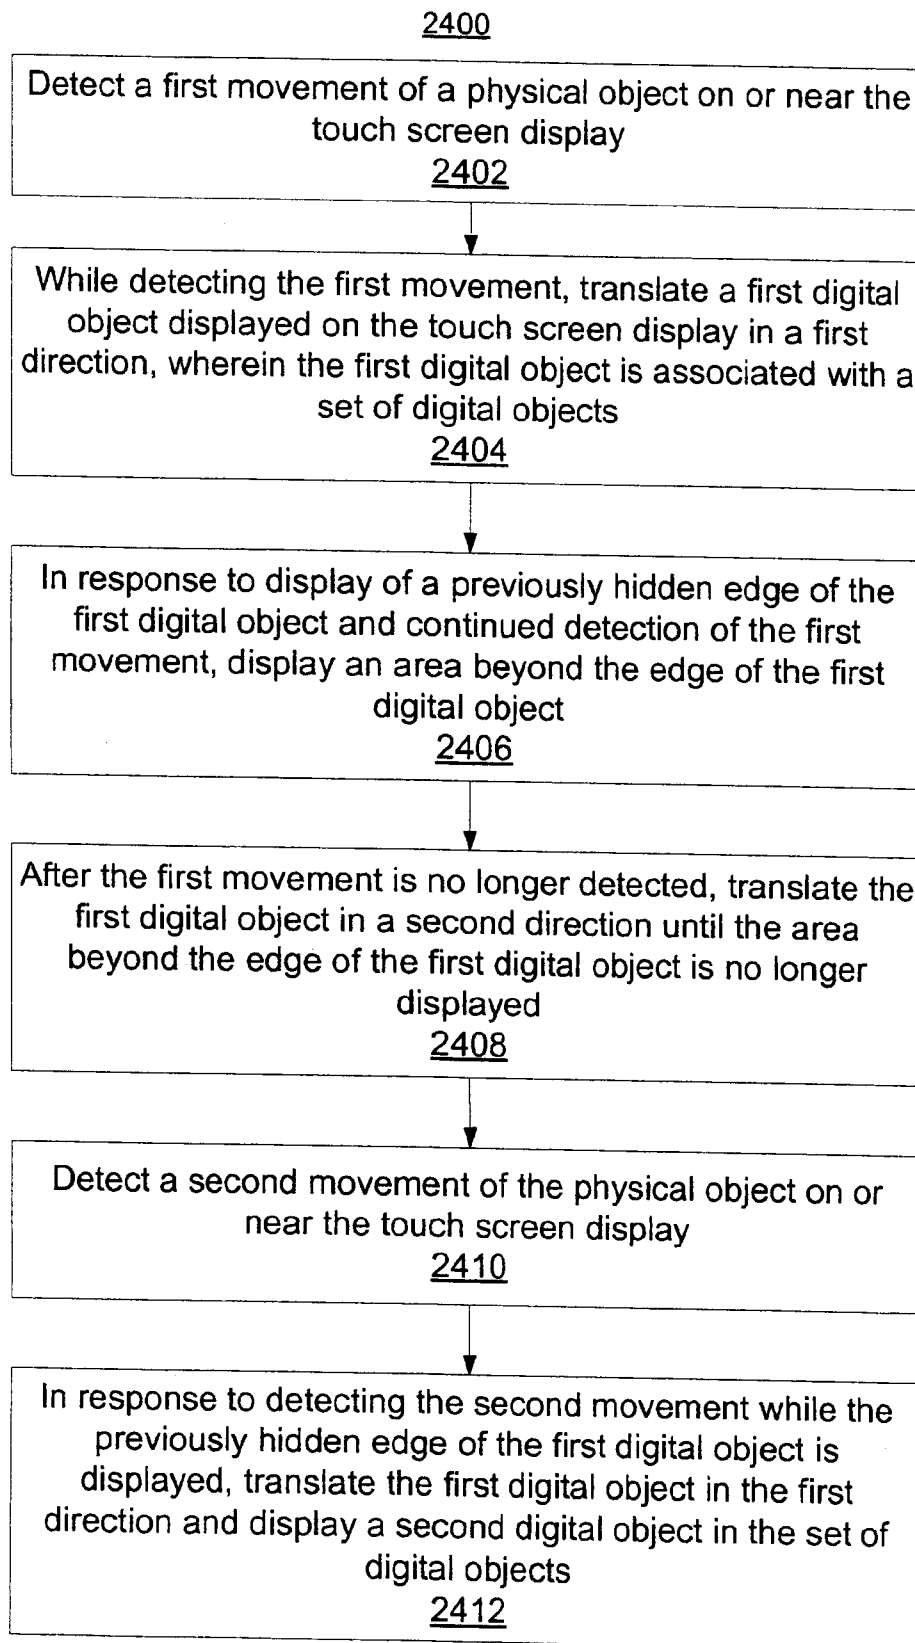 2400
Detect a first movement of a physical object on or near the
touch screen display
2402
While detecting the first movement, translate a first digital
object displayed on the touch screen display in a first
direction, wherein the first digital object is associated with a
set of digital objects
2404
In response to display of a previously hidden edge of the
first digital object and continued detection of the first
movement, display an area beyond the edge of the first
digital object
2406
After the first movement is no longer detected, translate the
first digital object in a second direction until the area
beyond the edge of the first digital object is no longer
displayed
2408
Detect a second movement of the physical object on or
near the touch screen display
2410
In response to detecting the second movement while the
previously hidden edge of the first digital object is
displayed, translate the first digital object in the first
direction and display a second digital object in the set of
digital objects
2412